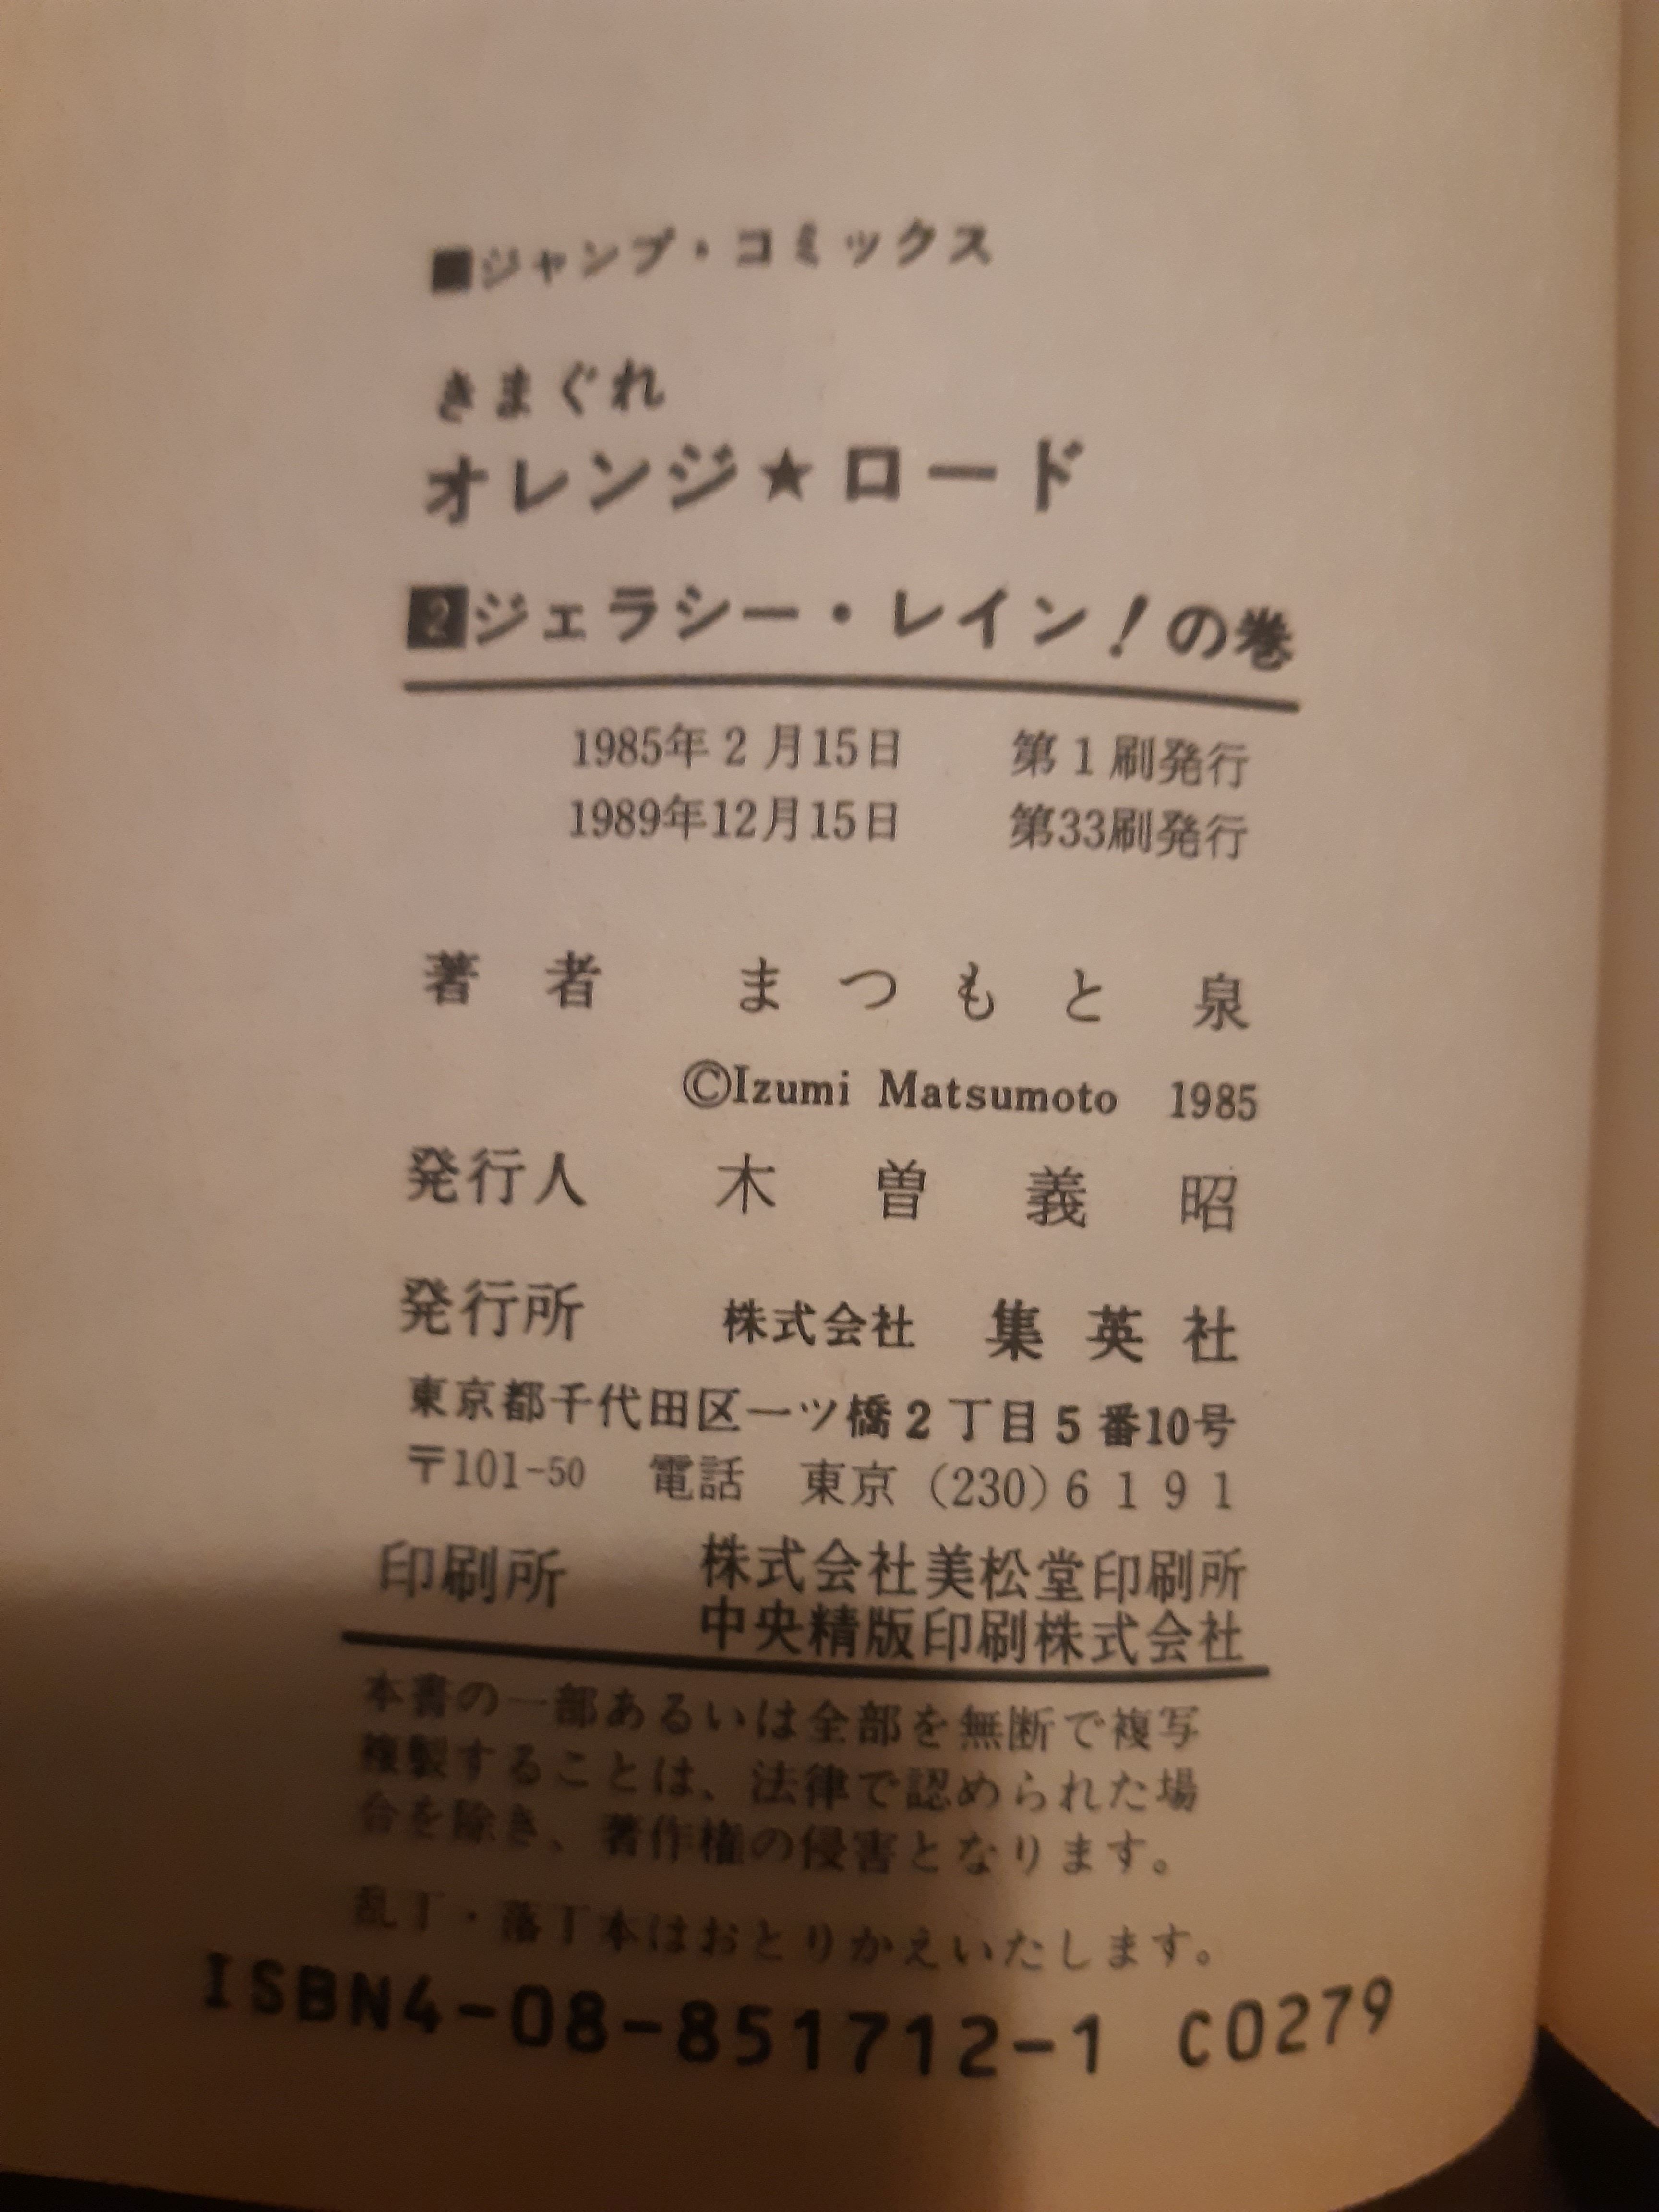 ■ジャンプ・コミックス
きまぐれ
オレンジ★ロード
2ジェラシー・レイン!の巻
1985年2月15日 第1刷発行
1989年12月15日 第33刷発行
著者 まつもと泉
©Izumi Matsumoto 1985
発行人 木曽義昭
発行所 株式会社 集英社
東京都千代田区一ツ橋2丁目5番10号
〒101-50 電話 東京(230)6191
印刷所 株式会社美松堂印刷所
中央精版印刷株式会社
本書の一部あるいは全部を無断で複写
複製することは、法律で認められた場
合を除き、著作権の侵害となります。
乱丁・落丁本はおとりかえいたします。
ISBN4-08-851712-1 C0279